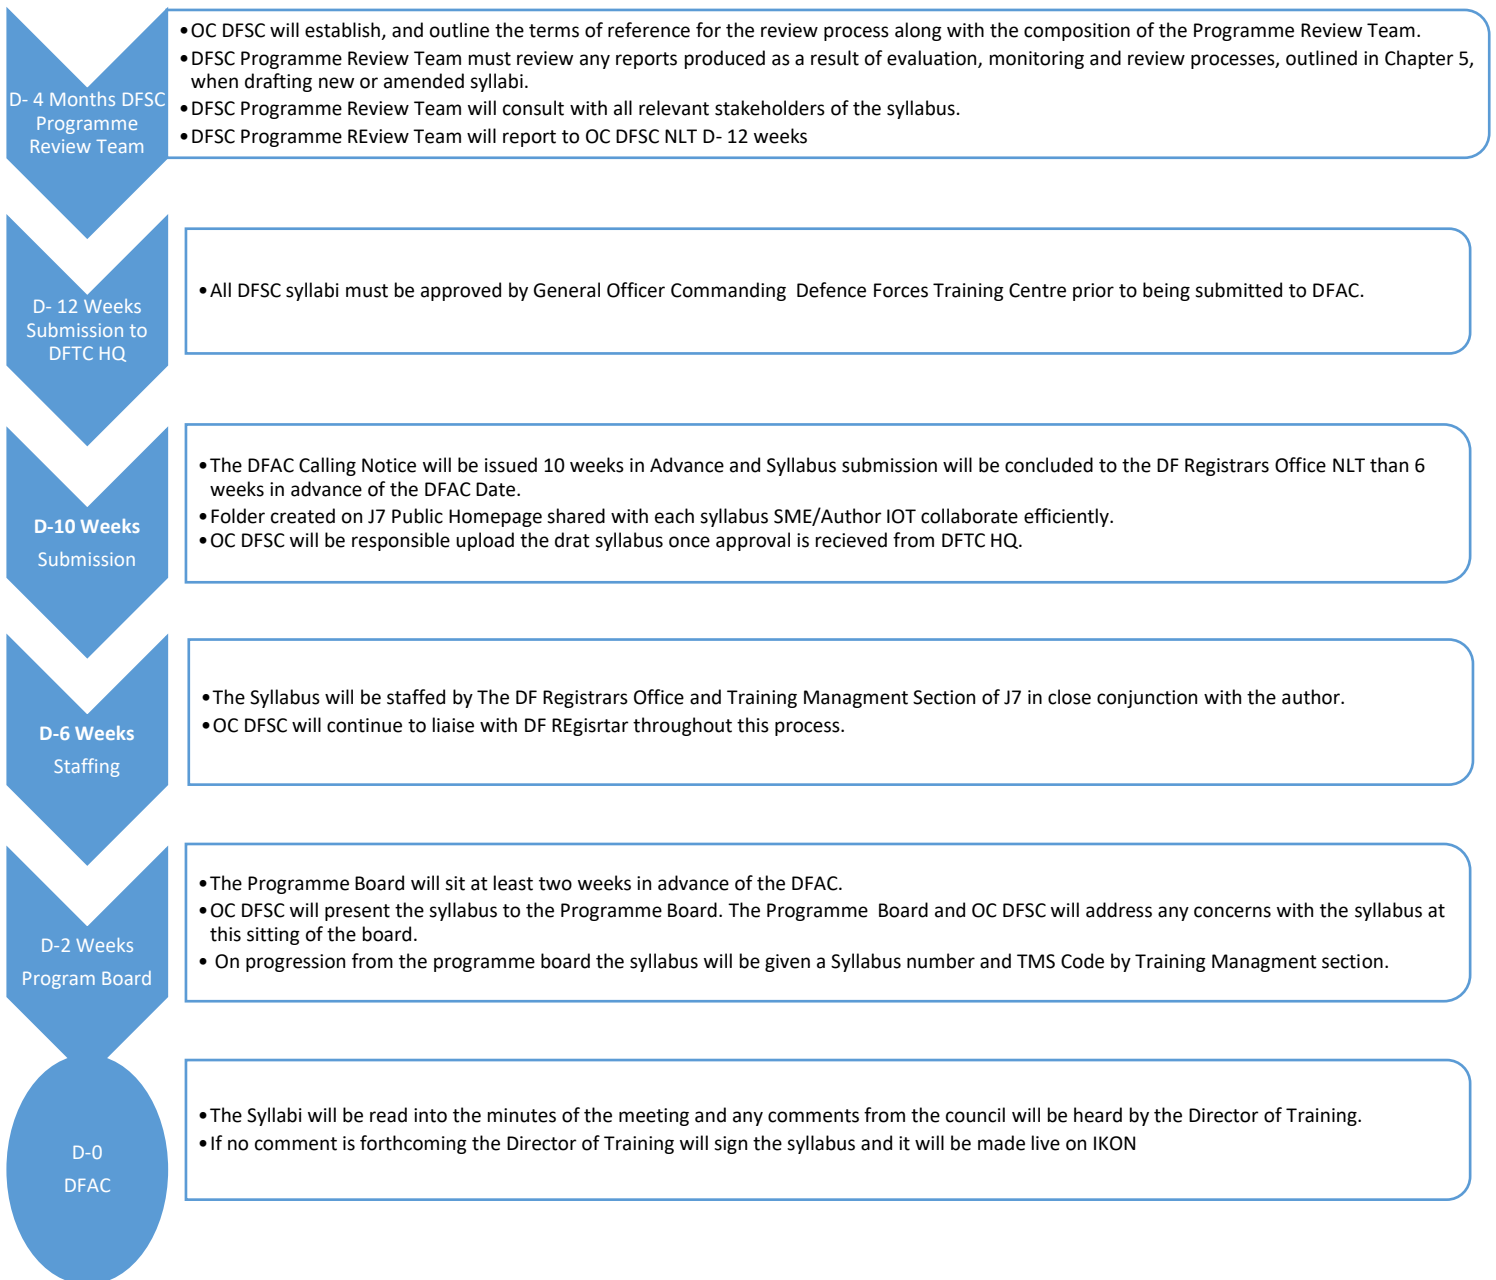 D- 4 Months DFSC
Programme
Review Team
•OC DFSC will establish, and outline the terms of reference for the review process along with the composition of the Programme Review Team.
•DFSC Programme Review Team must review any reports produced as a result of evaluation, monitoring and review processes, outlined in Chapter 5,
when drafting new or amended syllabi.
•DFSC Programme Review Team will consult with all relevant stakeholders of the syllabus.
•DFSC Programme REview Team will report to OC DFSC NLT D- 12 weeks
D- 12 Weeks
Submission to
DFTC HQ
•All DFSC syllabi must be approved by General Officer Commanding Defence Forces Training Centre prior to being submitted to DFAC.
D-10 Weeks
Submission
•The DFAC Calling Notice will be issued 10 weeks in Advance and Syllabus submission will be concluded to the DF Registrars Office NLT than 6
weeks in advance of the DFAC Date.
•Folder created on J7 Public Homepage shared with each syllabus SME/Author IOT collaborate efficiently.
•OC DFSC will be responsible upload the drat syllabus once approval is recieved from DFTC HQ.
D-6 Weeks
Staffing
•The Syllabus will be staffed by The DF Registrars Office and Training Managment Section of J7 in close conjunction with the author.
•OC DFSC will continue to liaise with DF REgisrtar throughout this process.
D-2 Weeks
Program Board
•The Programme Board will sit at least two weeks in advance of the DFAC.
•OC DFSC will present the syllabus to the Programme Board. The Programme Board and OC DFSC will address any concerns with the syllabus at
this sitting of the board.
• On progression from the programme board the syllabus will be given a Syllabus number and TMS Code by Training Managment section.
D-0
DFAC
•The Syllabi will be read into the minutes of the meeting and any comments from the council will be heard by the Director of Training.
•If no comment is forthcoming the Director of Training will sign the syllabus and it will be made live on IKON